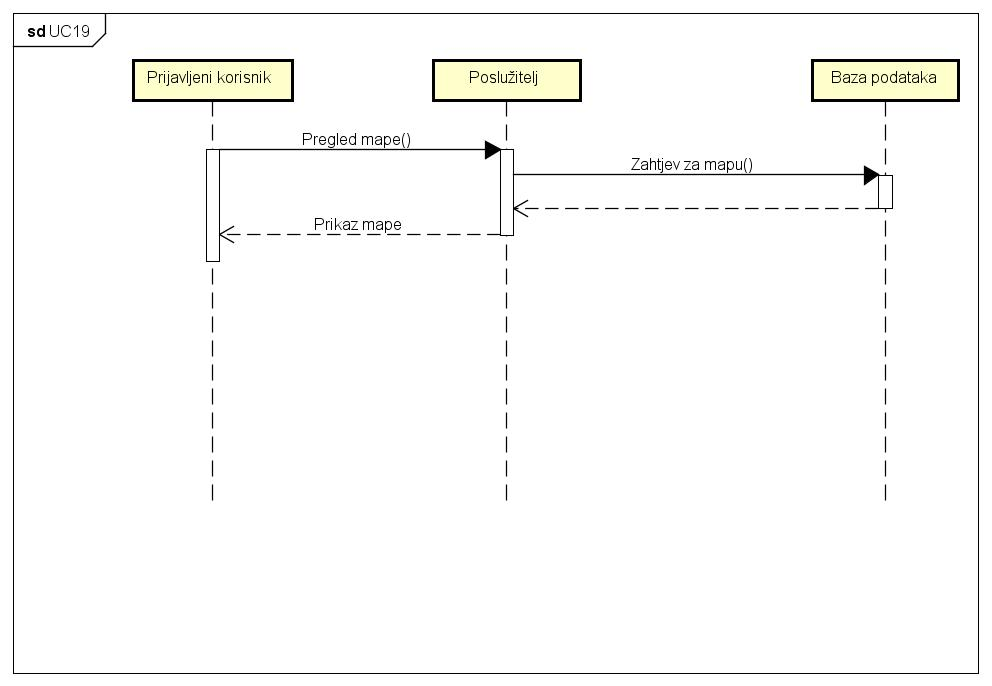 sd UC19
Prijavljeni korisnik
Poslužitelj
Baza podataka
Pregled mape()
Zahtjev za mapu()
Prikaz mape